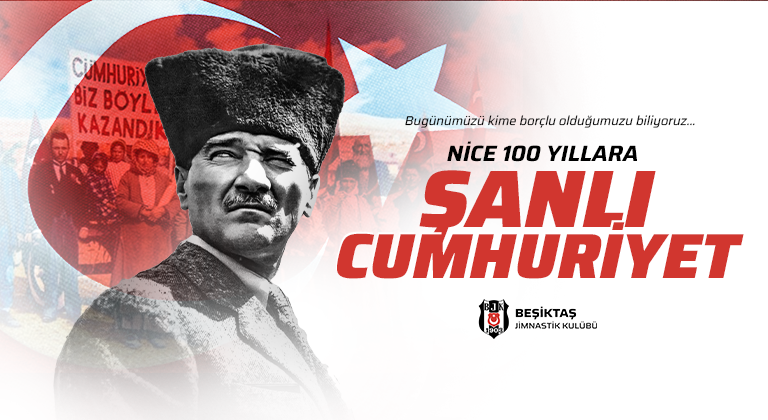 CÜMHURİY
BİZ BÖYL
KAZANDIK
Bugünümüzü kime borçlu olduğumuzu biliyoruz...
NİCE 100 YILLARA
ŞANLI
CUMHURİYET
BJK
1903
BEŞİKTAŞ
JİMNASTİK KULÜBÜ